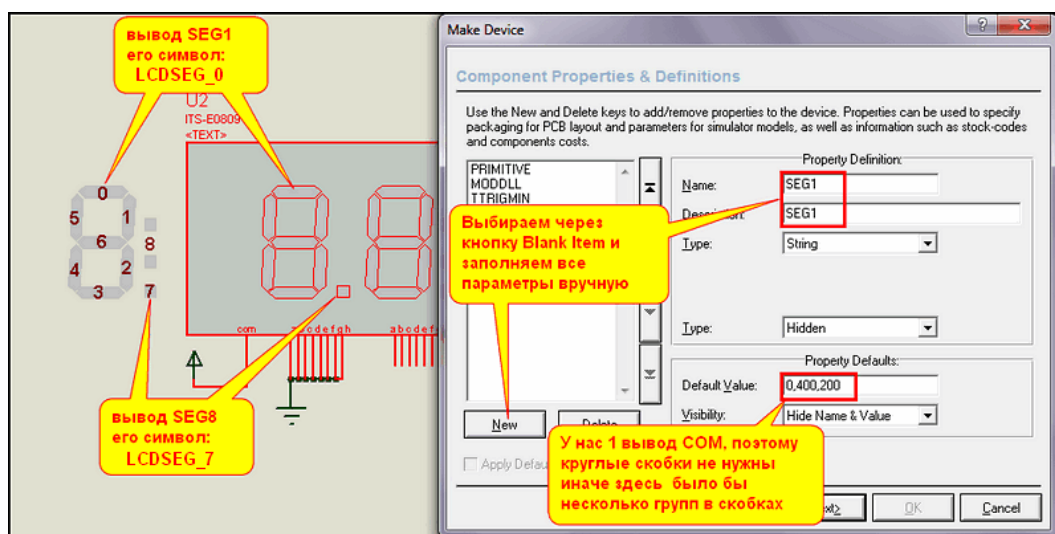 вывод SEG1
его символ:
LCDSEG_0
U2
ITS-E0809
<TEXT>
0
5
1
6
8
4
2
3
7
com
abcdefgh
вывод SEG8
его символ:
LCDSEG_7
Make Device
Component Properties & Definitions
Use the New and Delete keys to add/remove properties to the device. Properties can be used to specify
packaging for PCB layout and parameters for simulator models, as well as information such as stock-codes
and components costs.
PRIMITIVE
MODDLL
TTRIGMIN
Выбираем через
кнопку Blank Item и
заполняем все
параметры вручную
New
Delete
Property Definition:
Name:
SEG1
SEG1
Type:
String
Type:
Hidden
Property Defaults:
Default Value:
0,400,200
Visibility:
Hide Name & Value
У нас 1 вывод COM, поэтому
круглые скобки не нужны
иначе здесь было бы
несколько групп в скобках
OK
Cancel